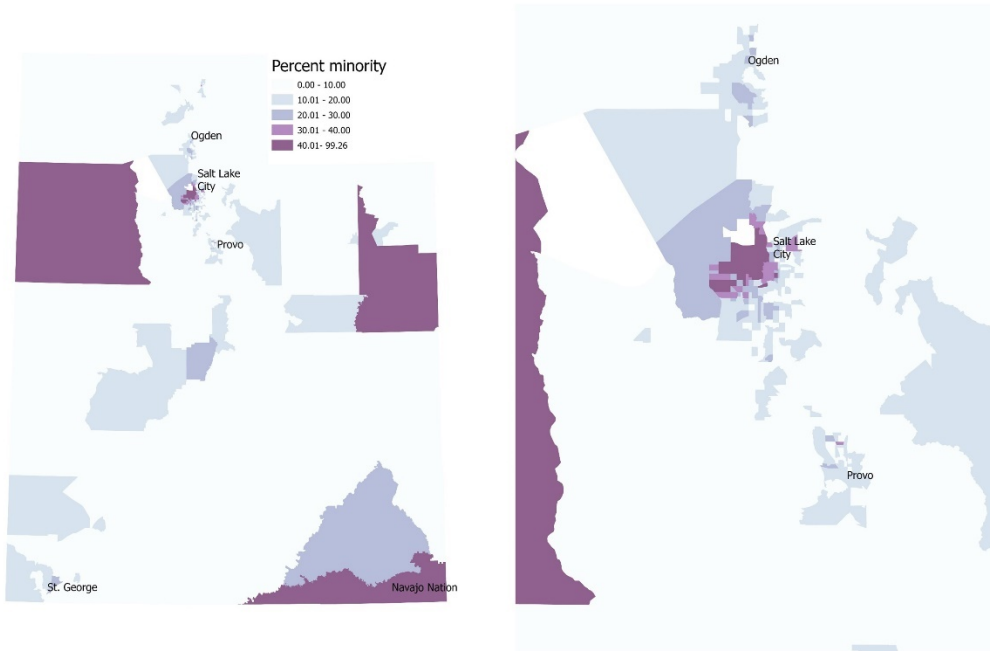 Percent minority
0.00 - 10.00
10.01 - 20.00
20.01 - 30.00
30.01 - 40.00
40.01- 99.26
Ogden
Salt Lake
City
Provo
St. George
Navajo Nation
Ogden
Salt Lake
City
Provo